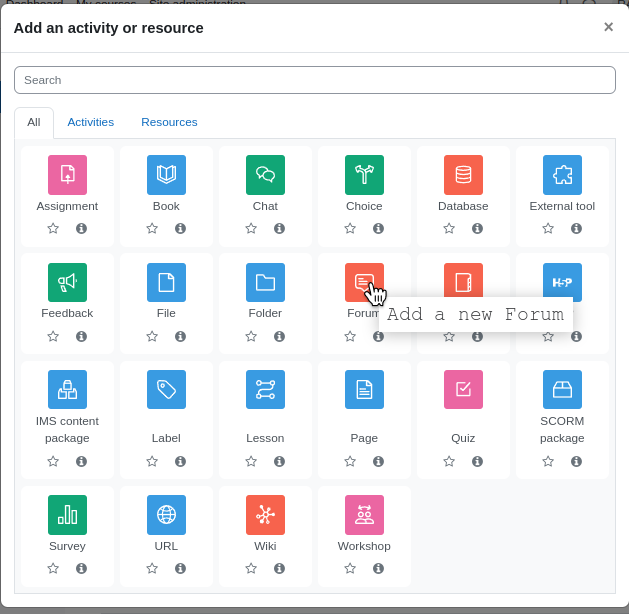 Add an activity or resource
×
Search
All Activities Resources
Assignment Book Chat Choice Database External tool
Feedback File Folder Forum H-P
Add a new Forum
IMS content package Label Lesson Page Quiz SCORM package
Survey URL Wiki Workshop